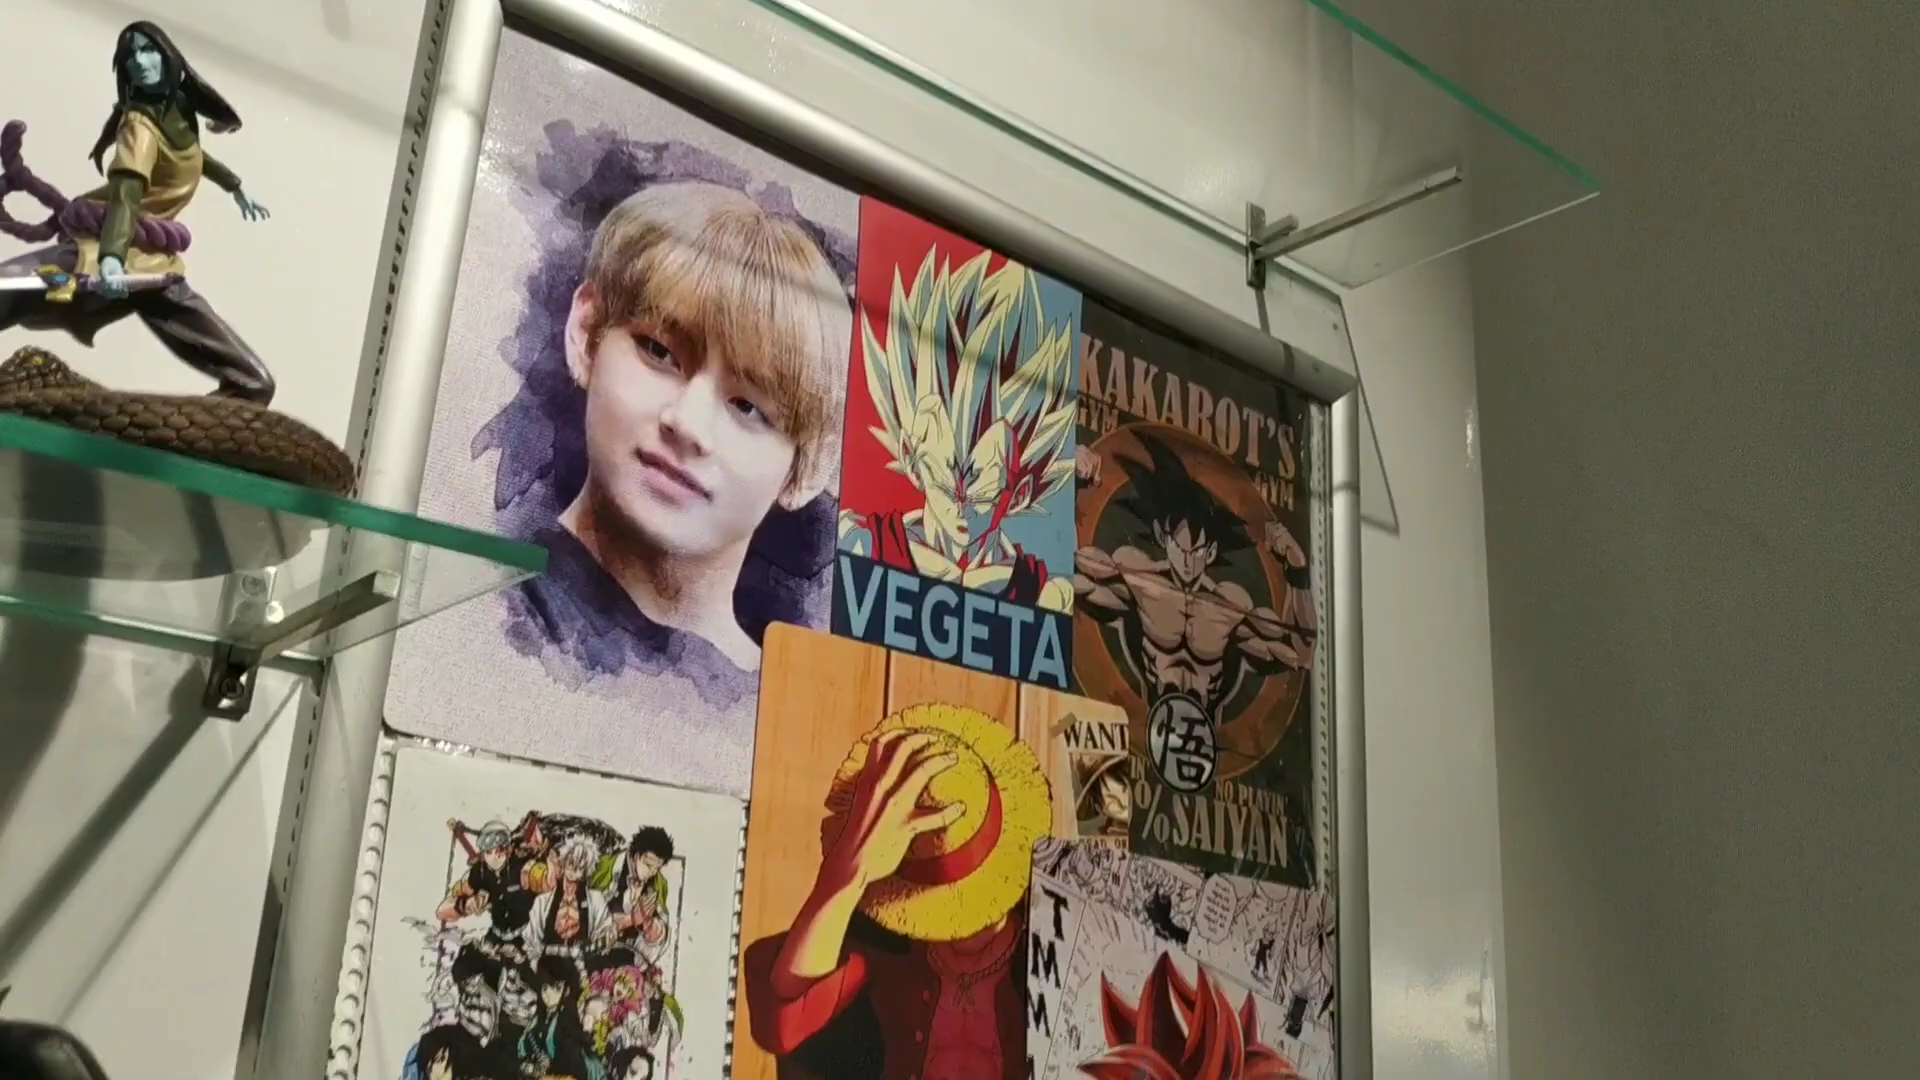 VEGETA
KAKAROT'S
GYM
GYM
悟
NO PLAYIN'
%SAIYAN
WANT